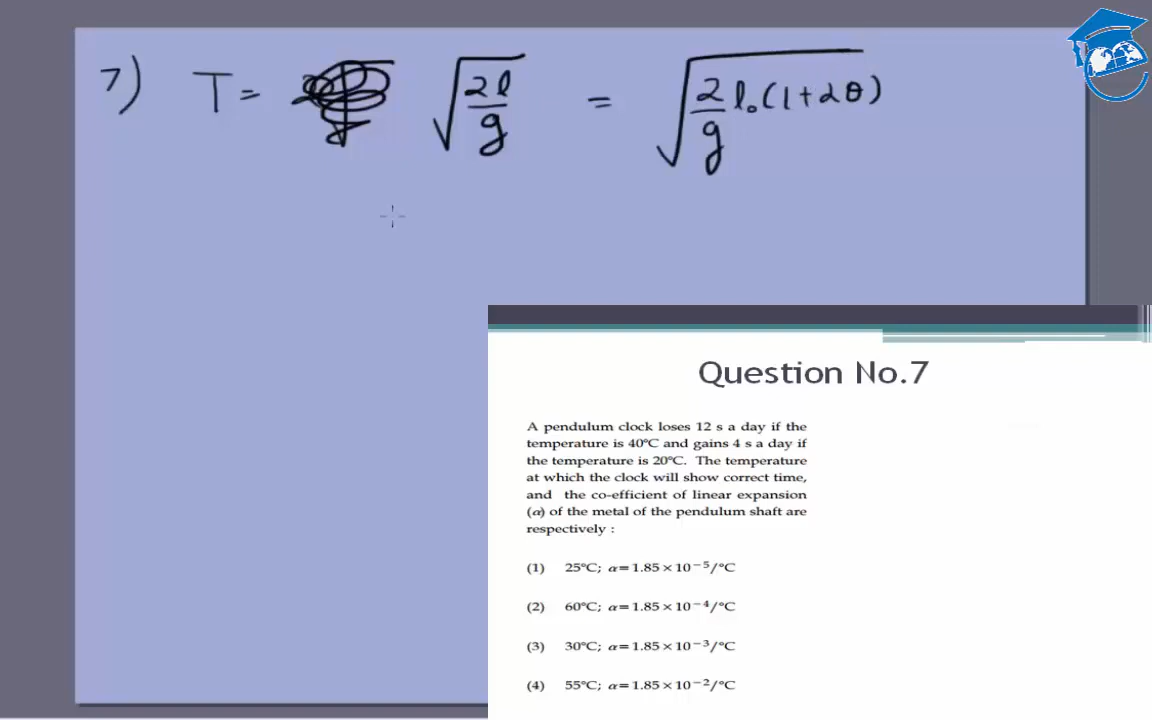 7) T = √(2l/g) = √(2/g l₀(1+αθ))
Question No.7
A pendulum clock loses 12 s a day if the
temperature is 40°C and gains 4 s a day if
the temperature is 20°C. The temperature
at which the clock will show correct time,
and the co-efficient of linear expansion
(α) of the metal of the pendulum shaft are
respectively :
(1) 25°C; α=1.85×10⁻⁵/°C
(2) 60°C; α=1.85×10⁻⁴/°C
(3) 30°C; α=1.85×10⁻³/°C
(4) 55°C; α=1.85×10⁻²/°C